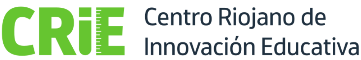 CRiE
Centro Riojano de
Innovación Educativa